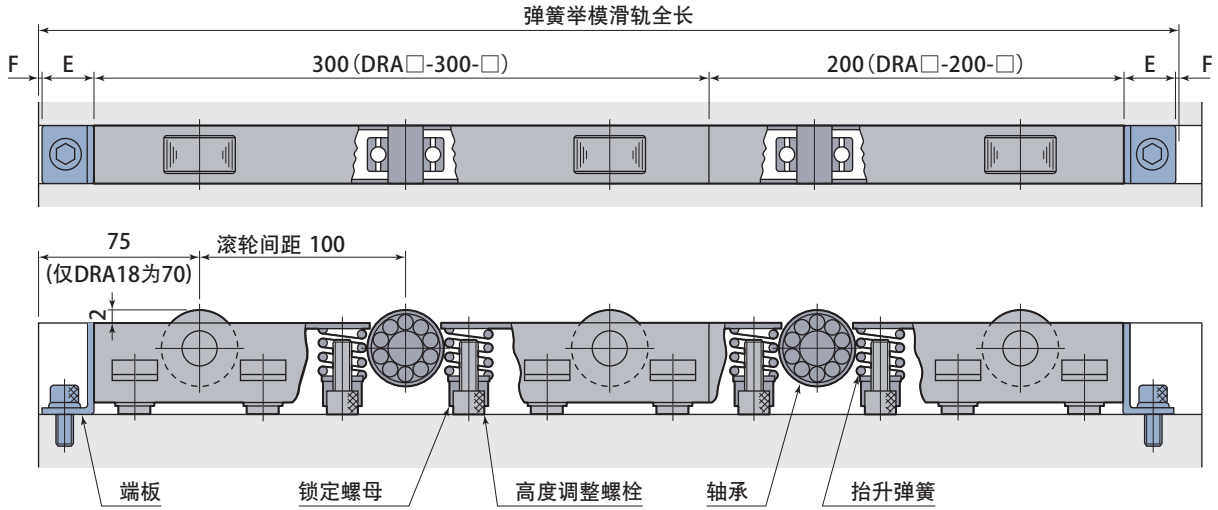 弹簧举模滑轨全长
F E 300(DRA□-300-□) 200(DRA□-200-□) E F
75 滚轮间距 100
(仅DRA18为70)
2
端板 锁定螺母 高度调整螺栓 轴承 抬升弹簧